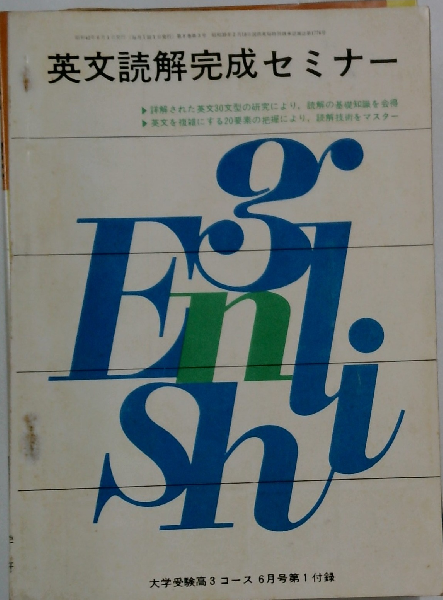 英文読解完成セミナー
▶詳解された英文30文型の研究により、読解の基礎知識を会得
▶英文を複雑にする20要素の把握により、読解技術をマスター
English
大学受験高3コース 6月号第1付録